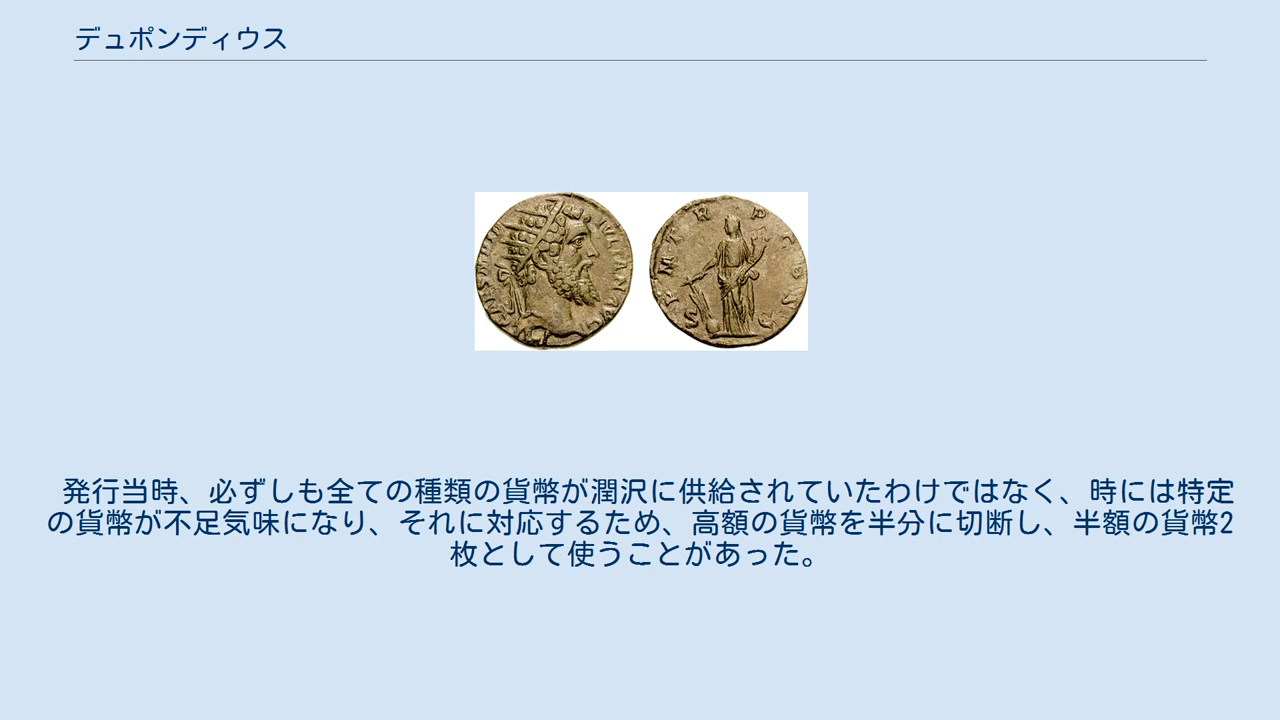 デュポンディウス
IVLIAN AVG
P M T R P C O S
S C
発行当時、必ずしも全ての種類の貨幣が潤沢に供給されていたわけではなく、時には特定
の貨幣が不足気味になり、それに対応するため、高額の貨幣を半分に切断し、半額の貨幣2
枚として使うことがあった。